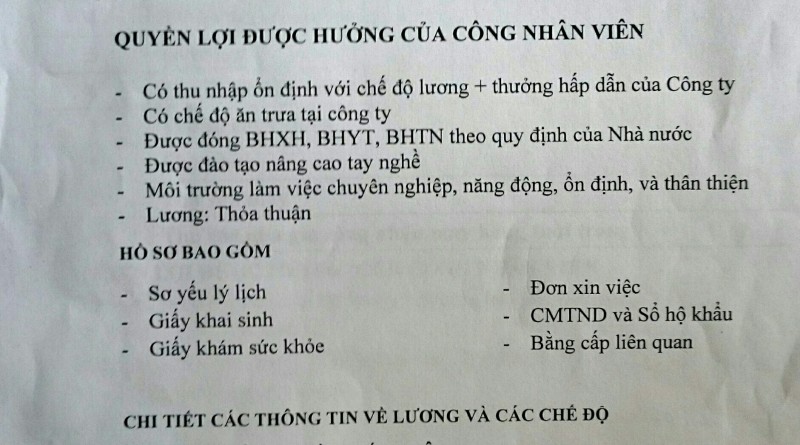 QUYỀN LỢI ĐƯỢC HƯỞNG CỦA CÔNG NHÂN VIÊN
- Có thu nhập ổn định với chế độ lương + thưởng hấp dẫn của Công ty
- Có chế độ ăn trưa tại công ty
- Được đóng BHXH, BHYT, BHTN theo quy định của Nhà nước
- Được đào tạo nâng cao tay nghề
- Môi trường làm việc chuyên nghiệp, năng động, ổn định, và thân thiện
- Lương: Thỏa thuận
HỒ SƠ BAO GỒM
- Sơ yếu lý lịch
- Giấy khai sinh
- Giấy khám sức khỏe
- Đơn xin việc
- CMTND và Sổ hộ khẩu
- Bằng cấp liên quan
CHI TIẾT CÁC THÔNG TIN VỀ LƯƠNG VÀ CÁC CHẾ ĐỘ